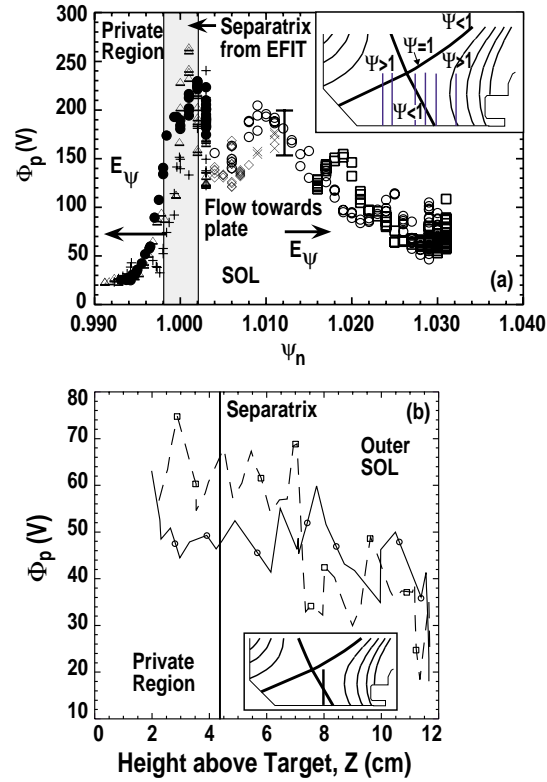 (a)
Private Region
Separatrix from EFIT
Ψ<1
Ψ>1
Ψ=1
Ψ>1
Ψ<1
300
250
200
150
100
50
0
Φp (V)
EΨ
Flow towards plate
EΨ
SOL
(a)
0.990
1.000
1.010
1.020
1.030
1.040
ψn
Separatrix
(b)
Outer SOL
80
70
60
50
40
30
20
10
Φp (V)
Private Region
0
2
4
6
8
10
12
Height above Target, Z (cm)